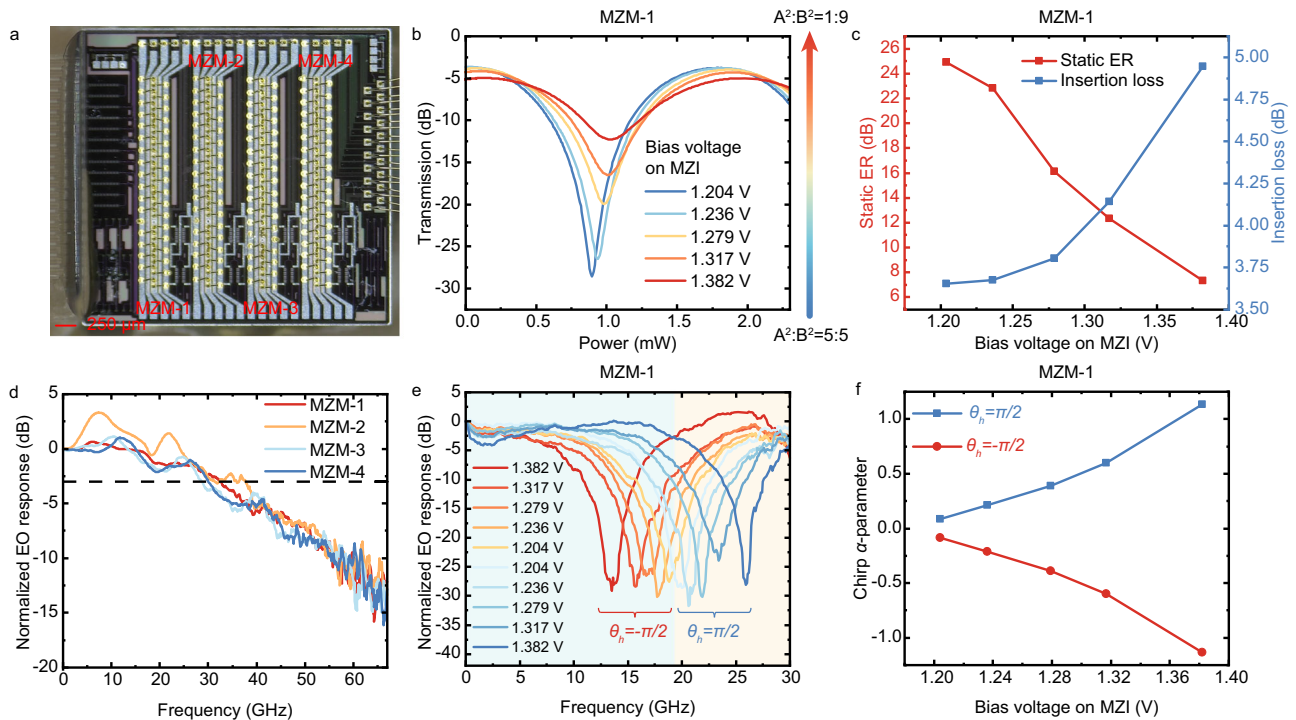 a
MZM-2
MZM-4
MZM-1
MZM-3
250 μm
b
MZM-1
A²:B²=1:9
Transmission (dB)
0
-5
-10
-15
-20
-25
-30
Bias voltage
on MZI
1.204 V
1.236 V
1.279 V
1.317 V
1.382 V
0.0 0.5 1.0 1.5 2.0
Power (mW)
A²:B²=5:5
c
MZM-1
Static ER
Insertion loss
Static ER (dB)
26
24
22
20
18
16
14
12
10
8
6
Insertion loss (dB)
5.00
4.75
4.50
4.25
4.00
3.75
3.50
1.20 1.25 1.30 1.35 1.40
Bias voltage on MZI (V)
d
Normalized EO response (dB)
5
0
-5
-10
-15
-20
MZM-1
MZM-2
MZM-3
MZM-4
0 10 20 30 40 50 60
Frequency (GHz)
e
MZM-1
Normalized EO response (dB)
5
0
-5
-10
-15
-20
-25
-30
-35
-40
1.382 V
1.317 V
1.279 V
1.236 V
1.204 V
1.204 V
1.236 V
1.279 V
1.317 V
1.382 V
θh=-π/2
θh=π/2
0 5 10 15 20 25 30
Frequency (GHz)
f
MZM-1
θh=π/2
θh=-π/2
Chirp α-parameter
1.0
0.5
0.0
-0.5
-1.0
1.20 1.24 1.28 1.32 1.36 1.40
Bias voltage on MZI (V)